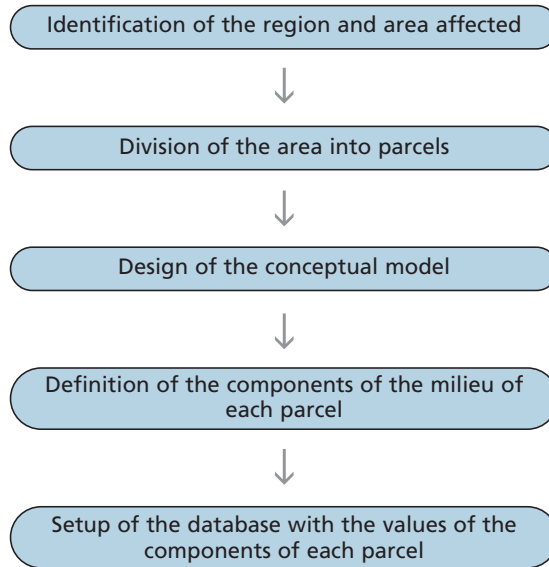 Identification of the region and area affected
Division of the area into parcels
Design of the conceptual model
Definition of the components of the milieu of
each parcel
Setup of the database with the values of the
components of each parcel